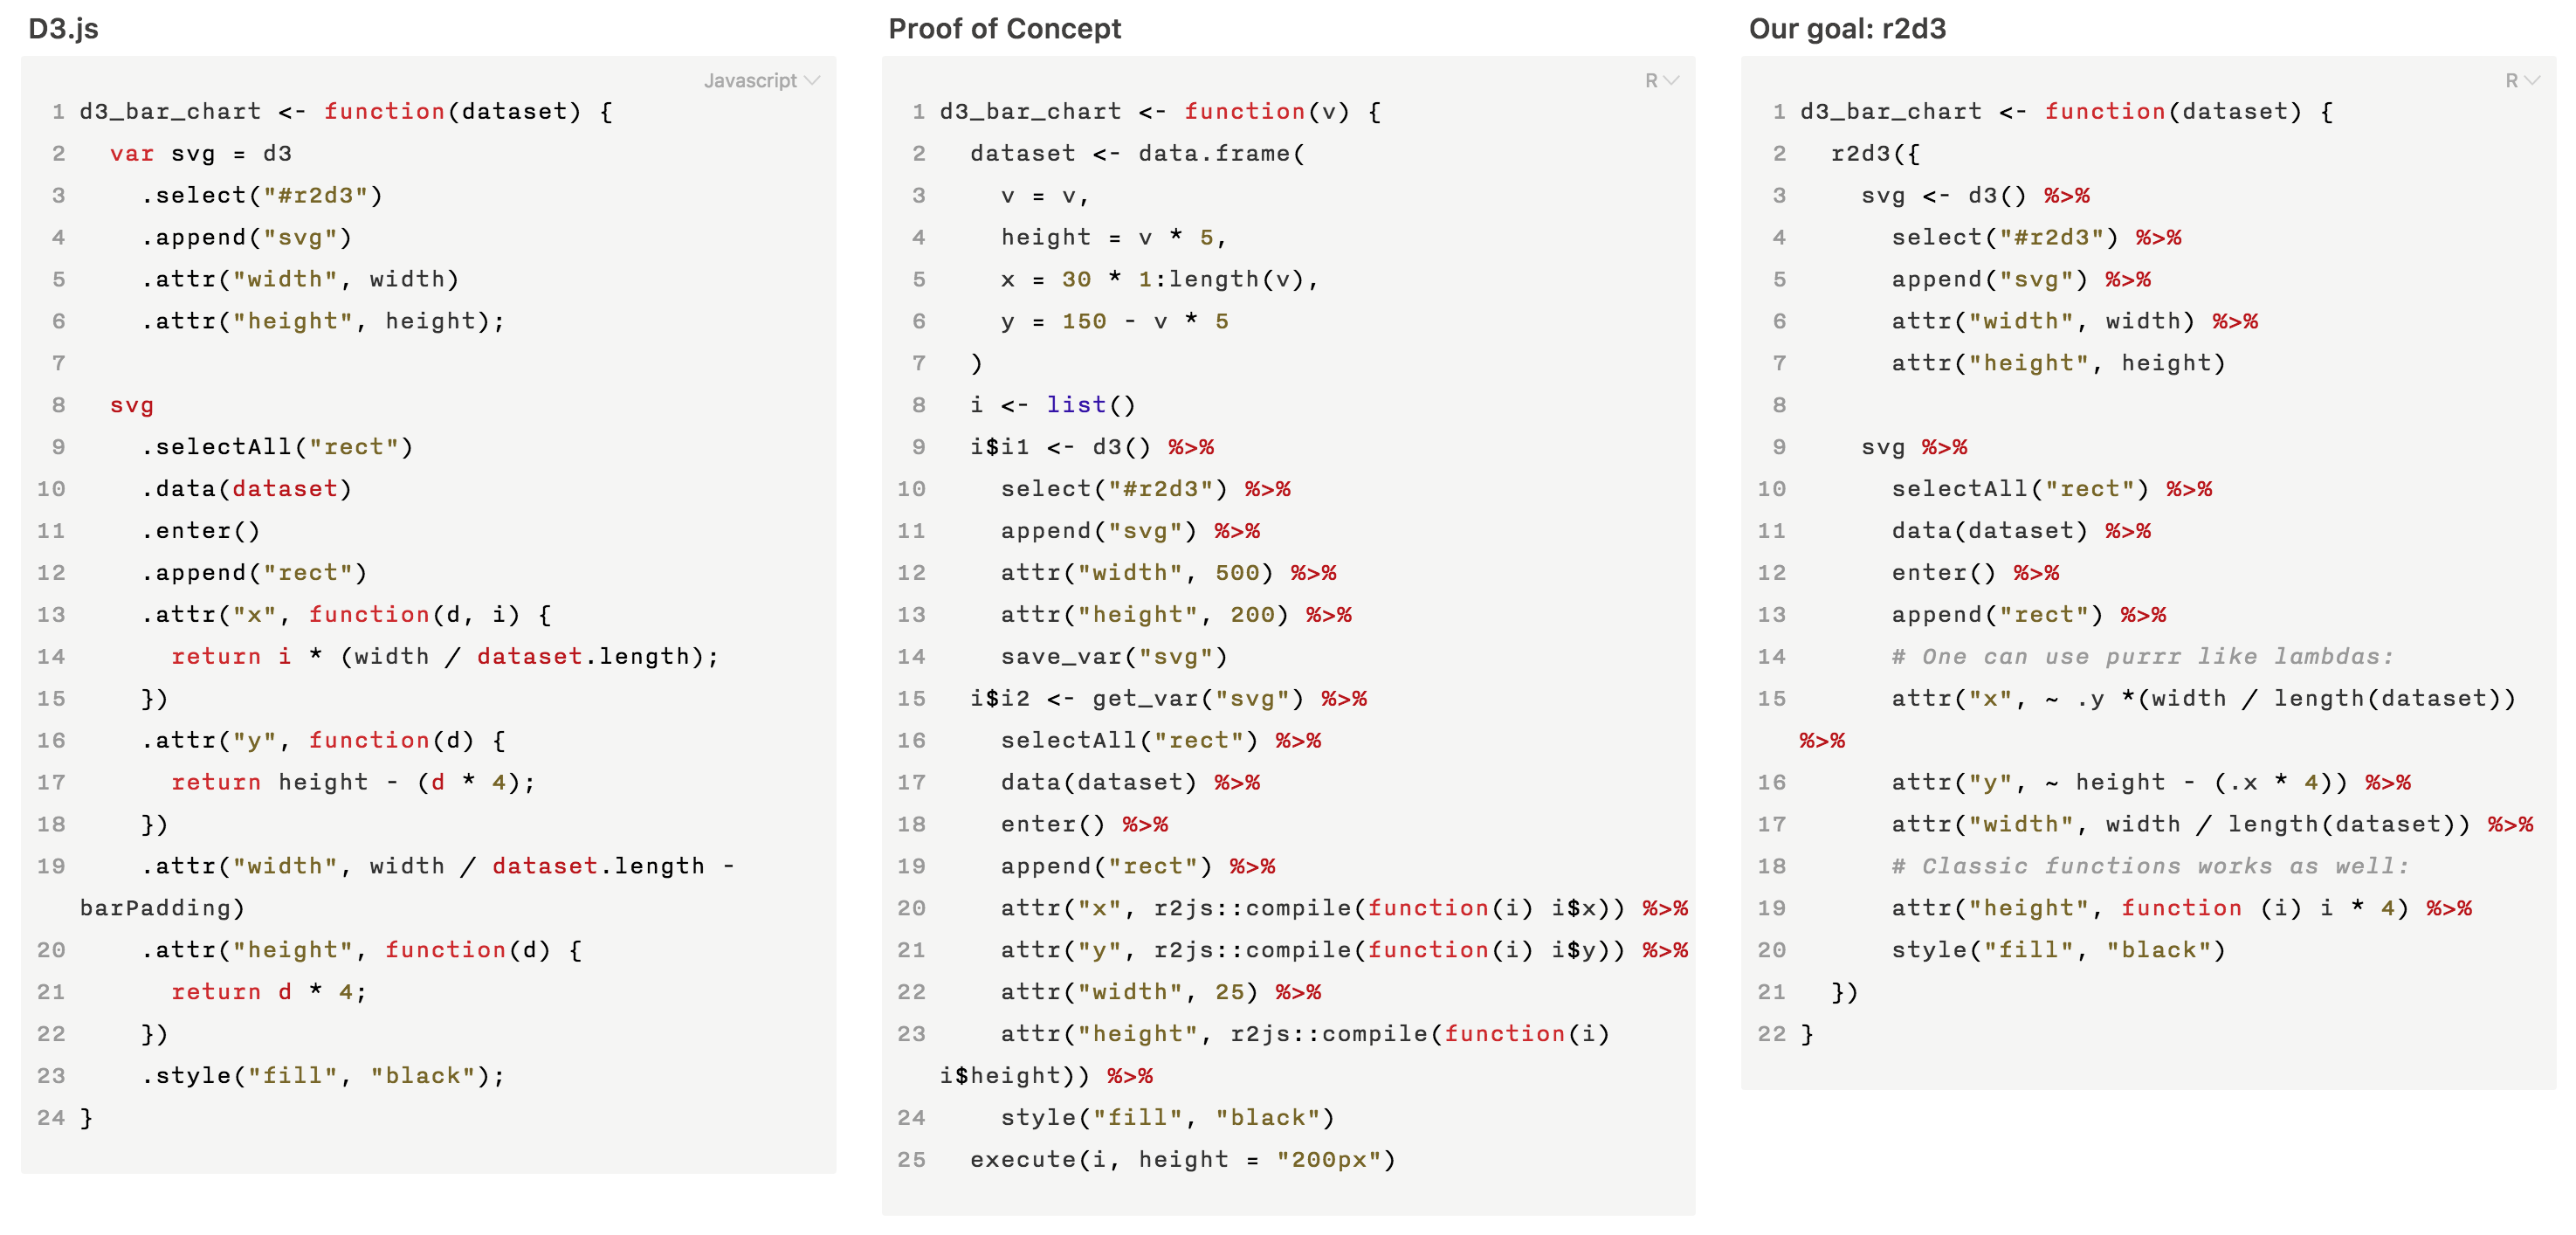 D3.js
Javascript
1 d3_bar_chart <- function(dataset) {
2   var svg = d3
3     .select("#r2d3")
4     .append("svg")
5     .attr("width", width)
6     .attr("height", height);
7
8   svg
9     .selectAll("rect")
10     .data(dataset)
11     .enter()
12     .append("rect")
13     .attr("x", function(d, i) {
14       return i * (width / dataset.length);
15     })
16     .attr("y", function(d) {
17       return height - (d * 4);
18     })
19     .attr("width", width / dataset.length -
barPadding)
20     .attr("height", function(d) {
21       return d * 4;
22     })
23     .style("fill", "black");
24 }
Proof of Concept
R
1 d3_bar_chart <- function(v) {
2   dataset <- data.frame(
3     v = v,
4     height = v * 5,
5     x = 30 * 1:length(v),
6     y = 150 - v * 5
7   )
8   i <- list()
9   i$i1 <- d3() %>%
10     select("#r2d3") %>%
11     append("svg") %>%
12     attr("width", 500) %>%
13     attr("height", 200) %>%
14     save_var("svg")
15   i$i2 <- get_var("svg") %>%
16     selectAll("rect") %>%
17     data(dataset) %>%
18     enter() %>%
19     append("rect") %>%
20     attr("x", r2js::compile(function(i) i$x)) %>%
21     attr("y", r2js::compile(function(i) i$y)) %>%
22     attr("width", 25) %>%
23     attr("height", r2js::compile(function(i)
i$height)) %>%
24     style("fill", "black")
25   execute(i, height = "200px")
Our goal: r2d3
R
1 d3_bar_chart <- function(dataset) {
2   r2d3({
3     svg <- d3() %>%
4       select("#r2d3") %>%
5       append("svg") %>%
6       attr("width", width) %>%
7       attr("height", height)
8
9     svg %>%
10       selectAll("rect") %>%
11       data(dataset) %>%
12       enter() %>%
13       append("rect") %>%
14       # One can use purrr like lambdas:
15       attr("x", ~ .y *(width / length(dataset))
%>%
16       attr("y", ~ height - (.x * 4)) %>%
17       attr("width", width / length(dataset)) %>%
18       # Classic functions works as well:
19       attr("height", function (i) i * 4) %>%
20       style("fill", "black")
21   })
22 }